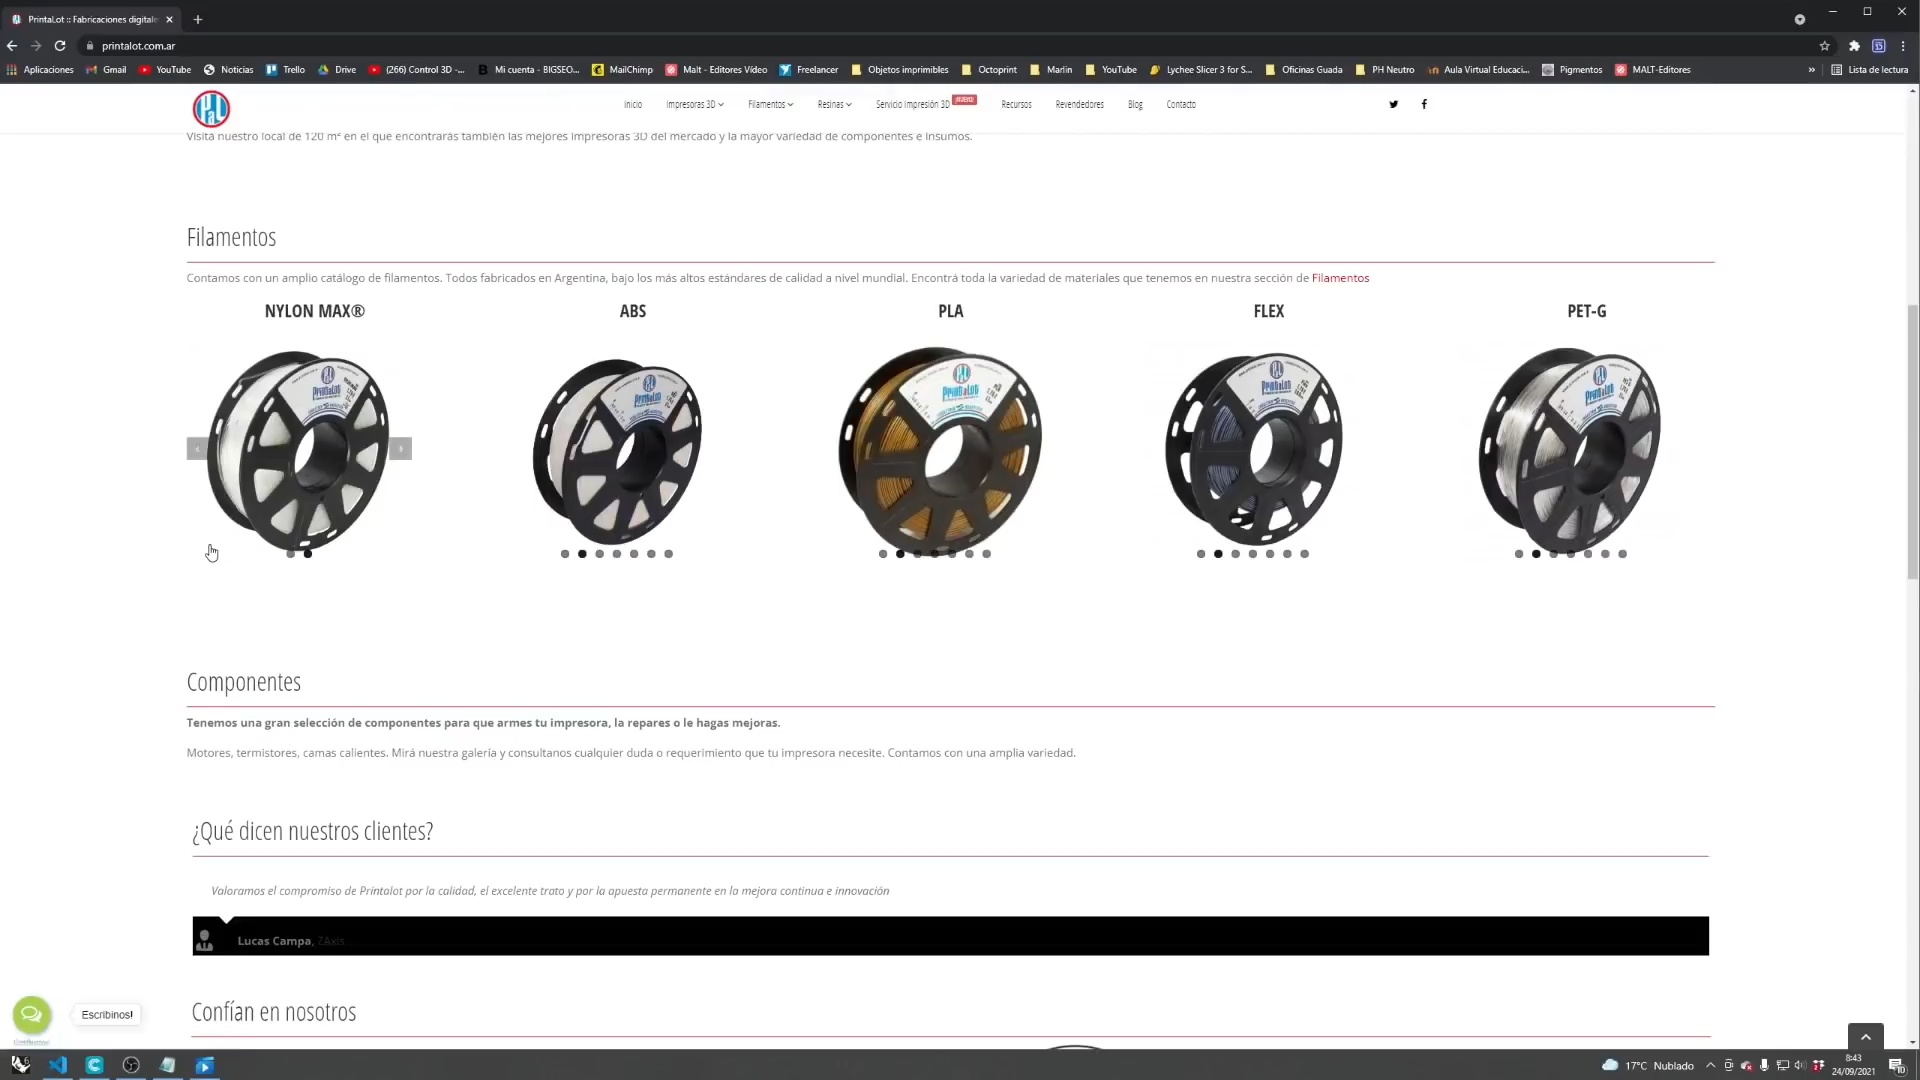 PrintaLot :: Fabricaciones digitale
printalot.com.ar
Aplicaciones
Gmail
YouTube
Noticias
Trello
Drive
(266) Control 3D -...
Mi cuenta - BIGSEO...
MailChimp
Malt - Editores Vídeo
Freelancer
Objetos imprimibles
Octoprint
Marlin
YouTube
Lychee Slicer 3 for S...
Oficinas Guada
PH Neutro
Aula Virtual Educaci...
Pigmentos
MALT-Editores
»
Lista de lectura
PaL
Inicio
Impresoras 3D
Filamentos
Resinas
Servicio Impresión 3D
¡NUEVO!
Recursos
Revendedores
Blog
Contacto
Visita nuestro local de 120 m² en el que encontrarás también las mejores Impresoras 3D del mercado y la mayor variedad de componentes e insumos.
Filamentos
Contamos con un amplio catálogo de filamentos. Todos fabricados en Argentina, bajo los más altos estándares de calidad a nivel mundial. Encontrá toda la variedad de materiales que tenemos en nuestra sección de Filamentos
NYLON MAX®
ABS
PLA
FLEX
PET-G
PrintaLot
PrintaLot
PrintaLot
PrintaLot
PrintaLot
Componentes
Tenemos una gran selección de componentes para que armes tu impresora, la repares o le hagas mejoras.
Motores, termistores, camas calientes. Mirá nuestra galería y consultanos cualquier duda o requerimiento que tu impresora necesite. Contamos con una amplia variedad.
¿Qué dicen nuestros clientes?
Valoramos el compromiso de Printalot por la calidad, el excelente trato y por la apuesta permanente en la mejora continua e innovación
Lucas Campa, ZAxis
Confían en nosotros
Escribinos!
17°C Nublado
8:43
24/09/2021